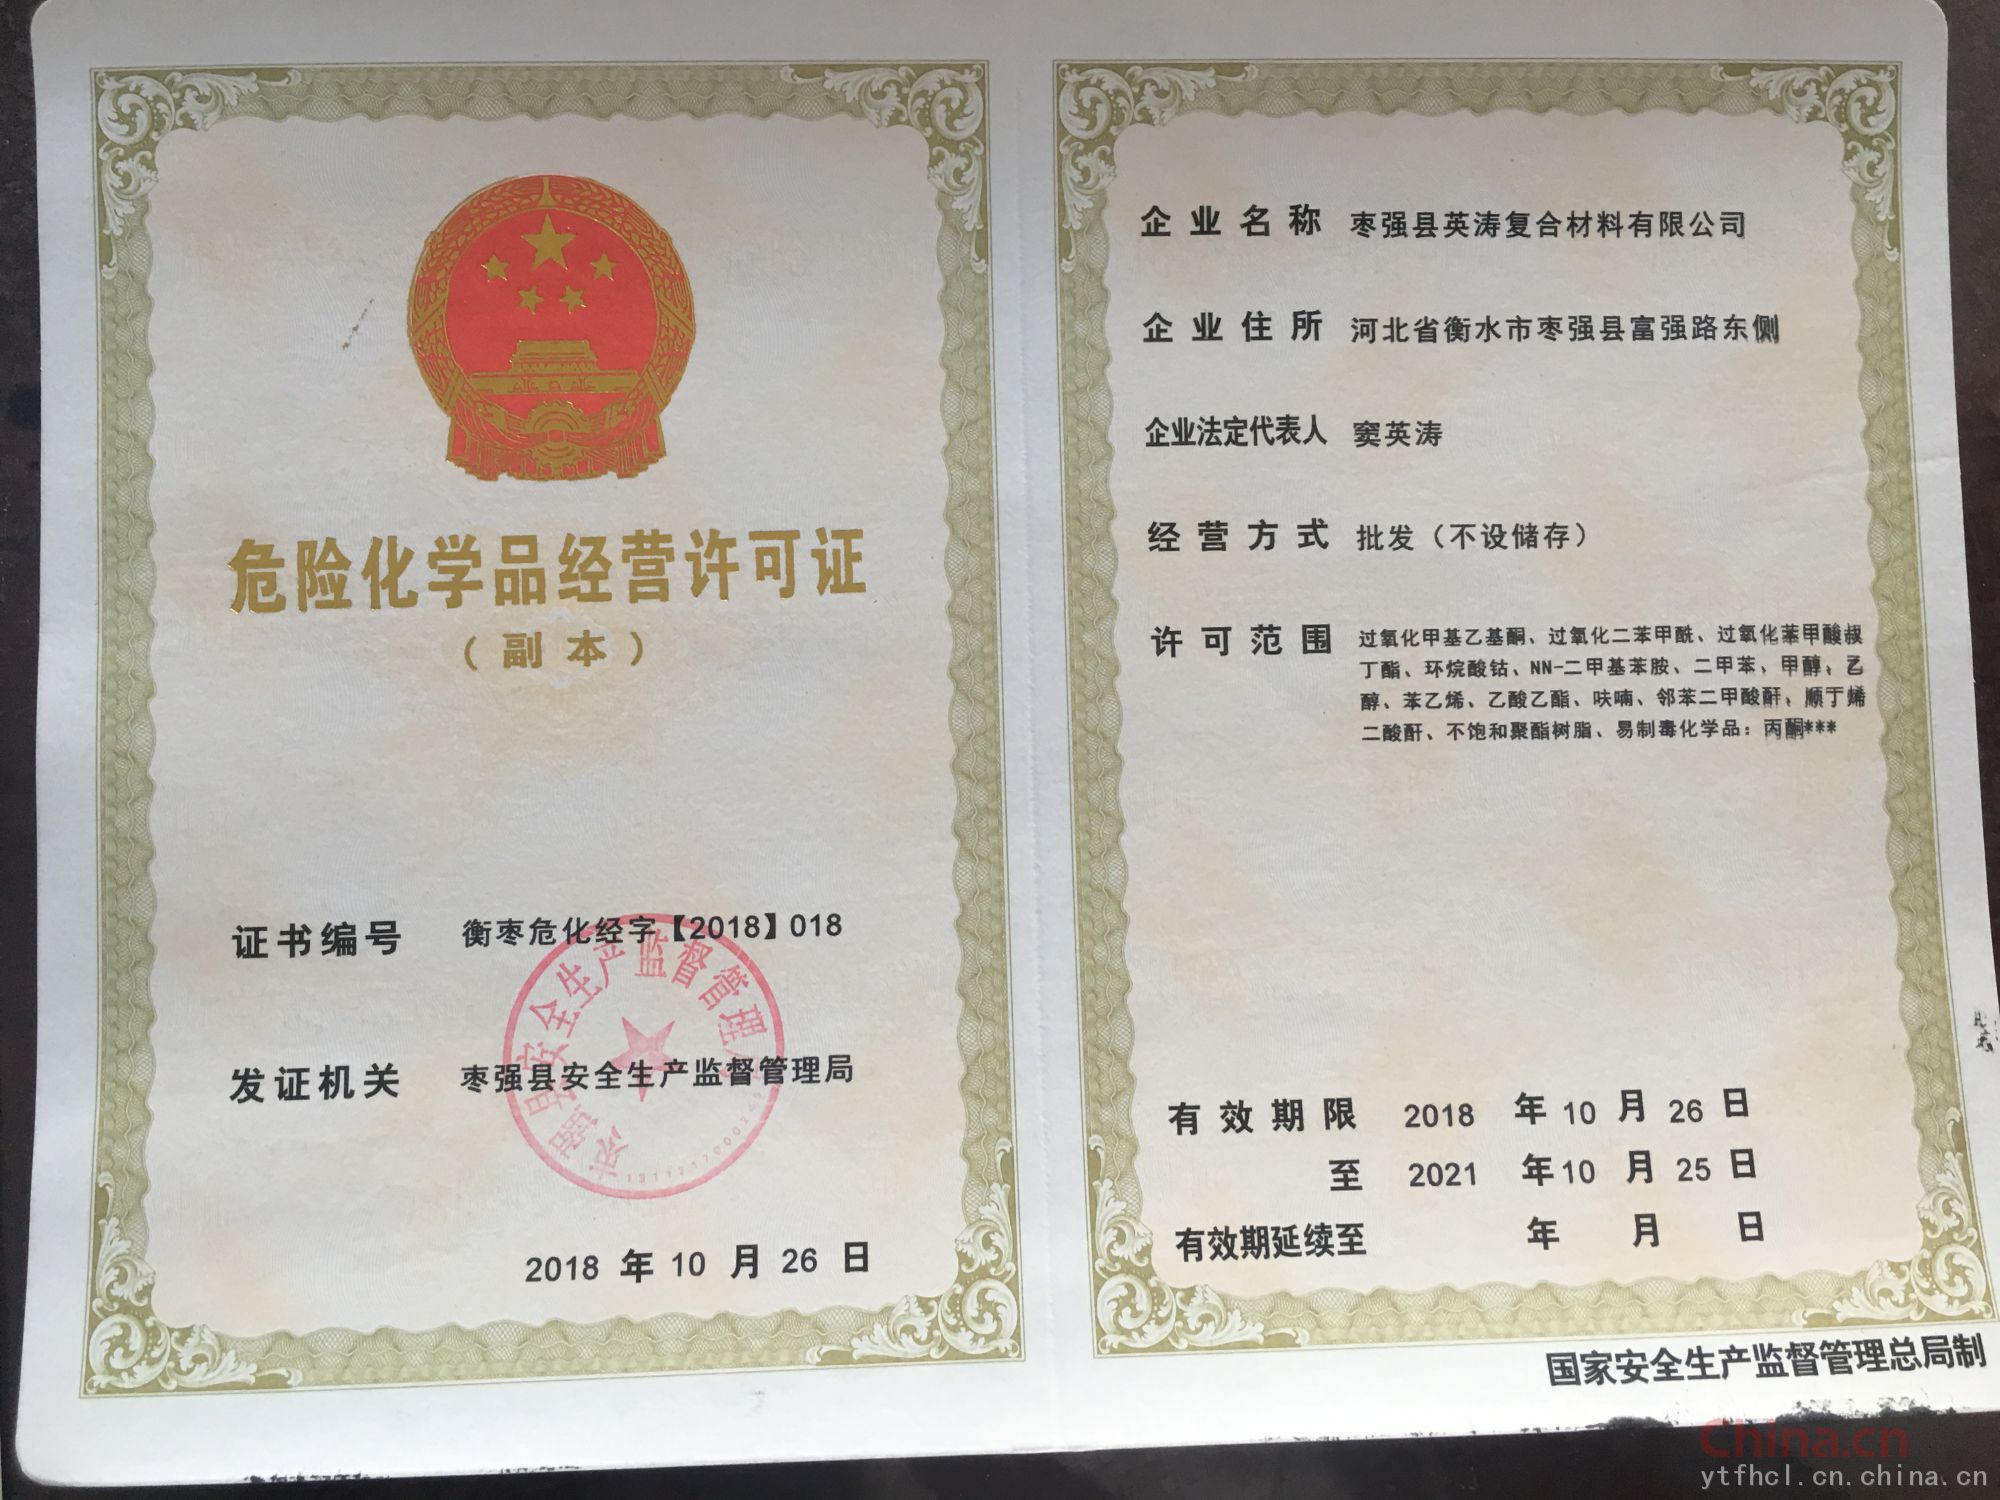 危险化学品经营许可证
（副本）
证书编号 衡枣危化经字【2018】018
发证机关 枣强县安全生产监督管理局
2018 年 10 月 26 日
企业名称 枣强县英涛复合材料有限公司
企业住所 河北省衡水市枣强县富强路东侧
企业法定代表人 窦英涛
经营方式 批发（不设储存）
许可范围 过氧化甲基乙基酮、过氧化二苯甲酰、过氧化苯甲酸叔
丁酯、环烷酸钴、NN-二甲基苯胺、二甲苯、甲醇、乙
醇、苯乙烯、乙酸乙酯、呋喃、邻苯二甲酸酐、顺丁烯
二酸酐、不饱和聚酯树脂、易制毒化学品：丙酮***
有效期限 2018 年 10 月 26 日
至 2021 年 10 月 25 日
有效期延续至 年 月 日
国家安全生产监督管理总局制
China.cn
ytfhcl.cn.china.cn